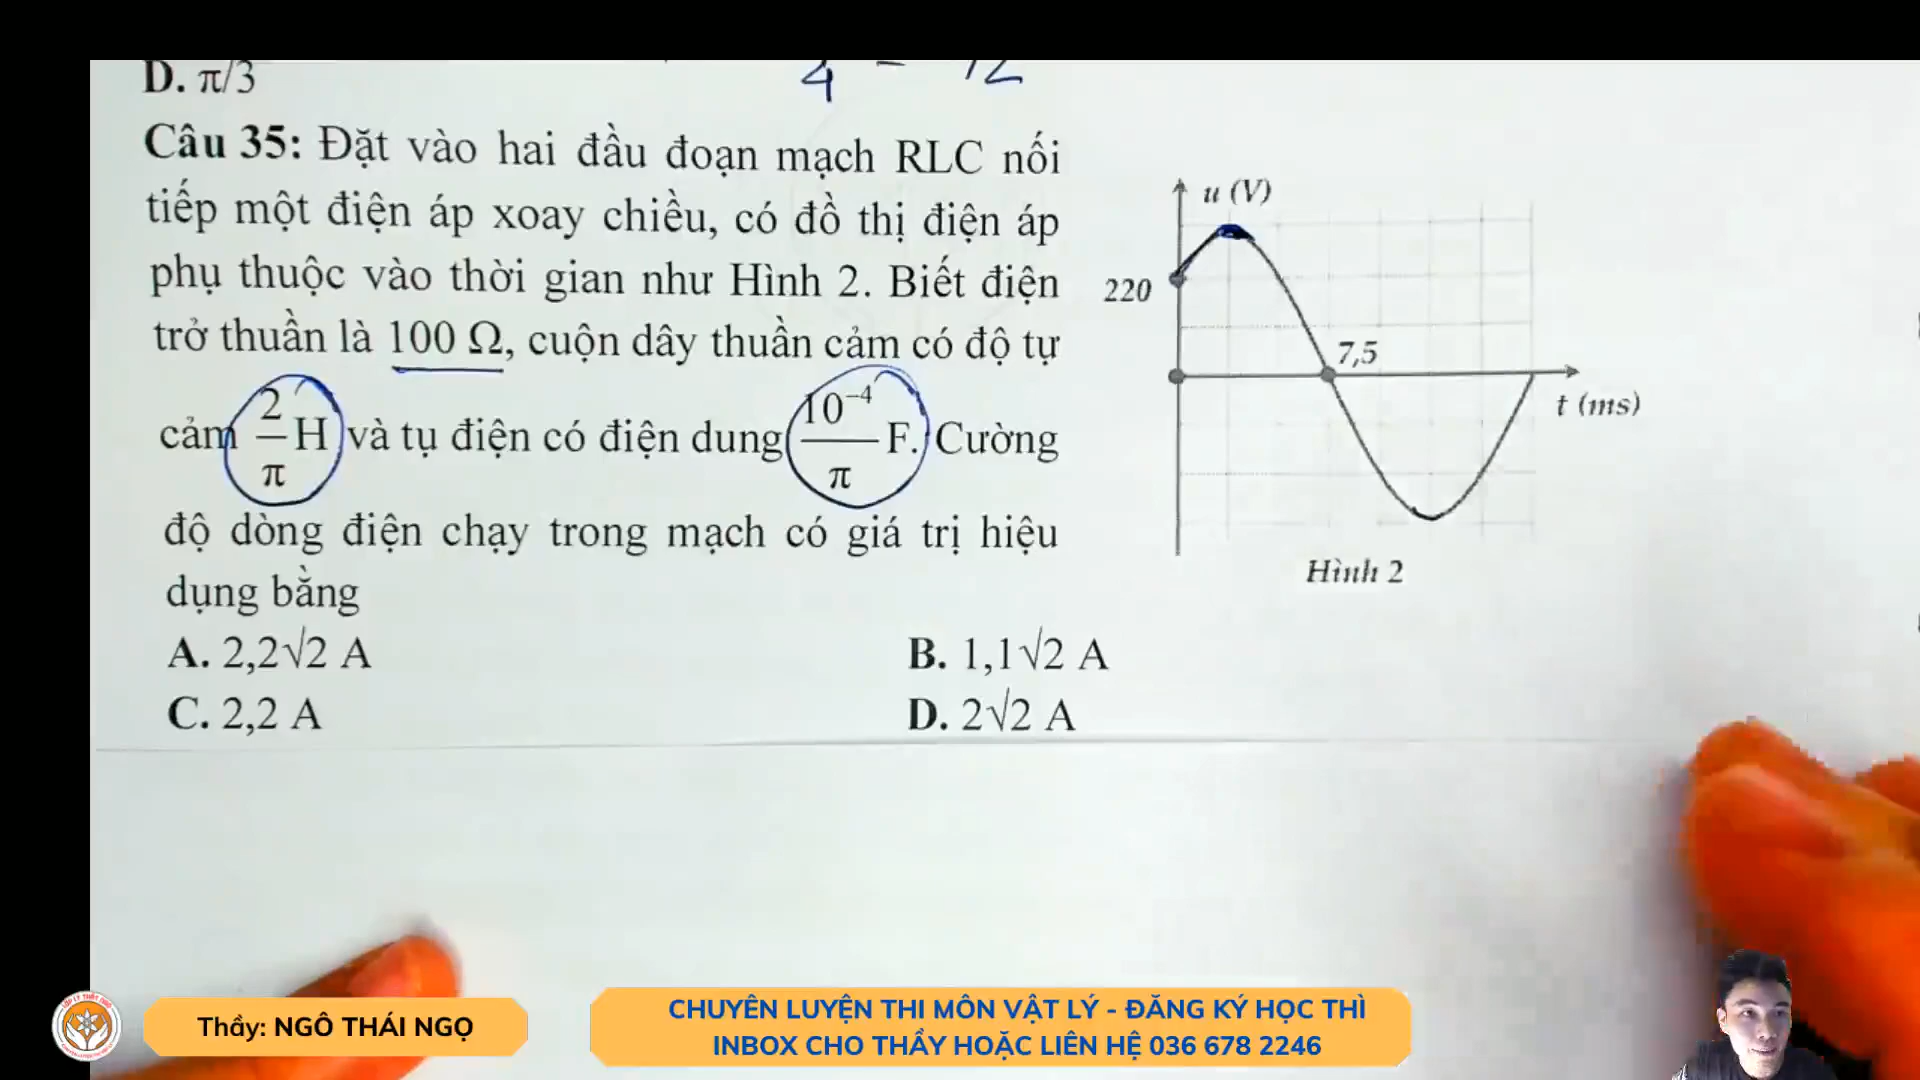 D. π/3
4 - 12
Câu 35: Đặt vào hai đầu đoạn mạch RLC nối
tiếp một điện áp xoay chiều, có đồ thị điện áp
phụ thuộc vào thời gian như Hình 2. Biết điện
trở thuần là 100 Ω, cuộn dây thuần cảm có độ tự
cảm 2/π H và tụ điện có điện dung 10⁻⁴/π F. Cường
độ dòng điện chạy trong mạch có giá trị hiệu
dụng bằng
A. 2,2√2 A
B. 1,1√2 A
C. 2,2 A
D. 2√2 A
u (V)
220
7,5
t (ms)
Hình 2
Thầy: NGÔ THÁI NGỌ
CHUYÊN LUYỆN THI MÔN VẬT LÝ - ĐĂNG KÝ HỌC THÌ
INBOX CHO THẦY HOẶC LIÊN HỆ 036 678 2246